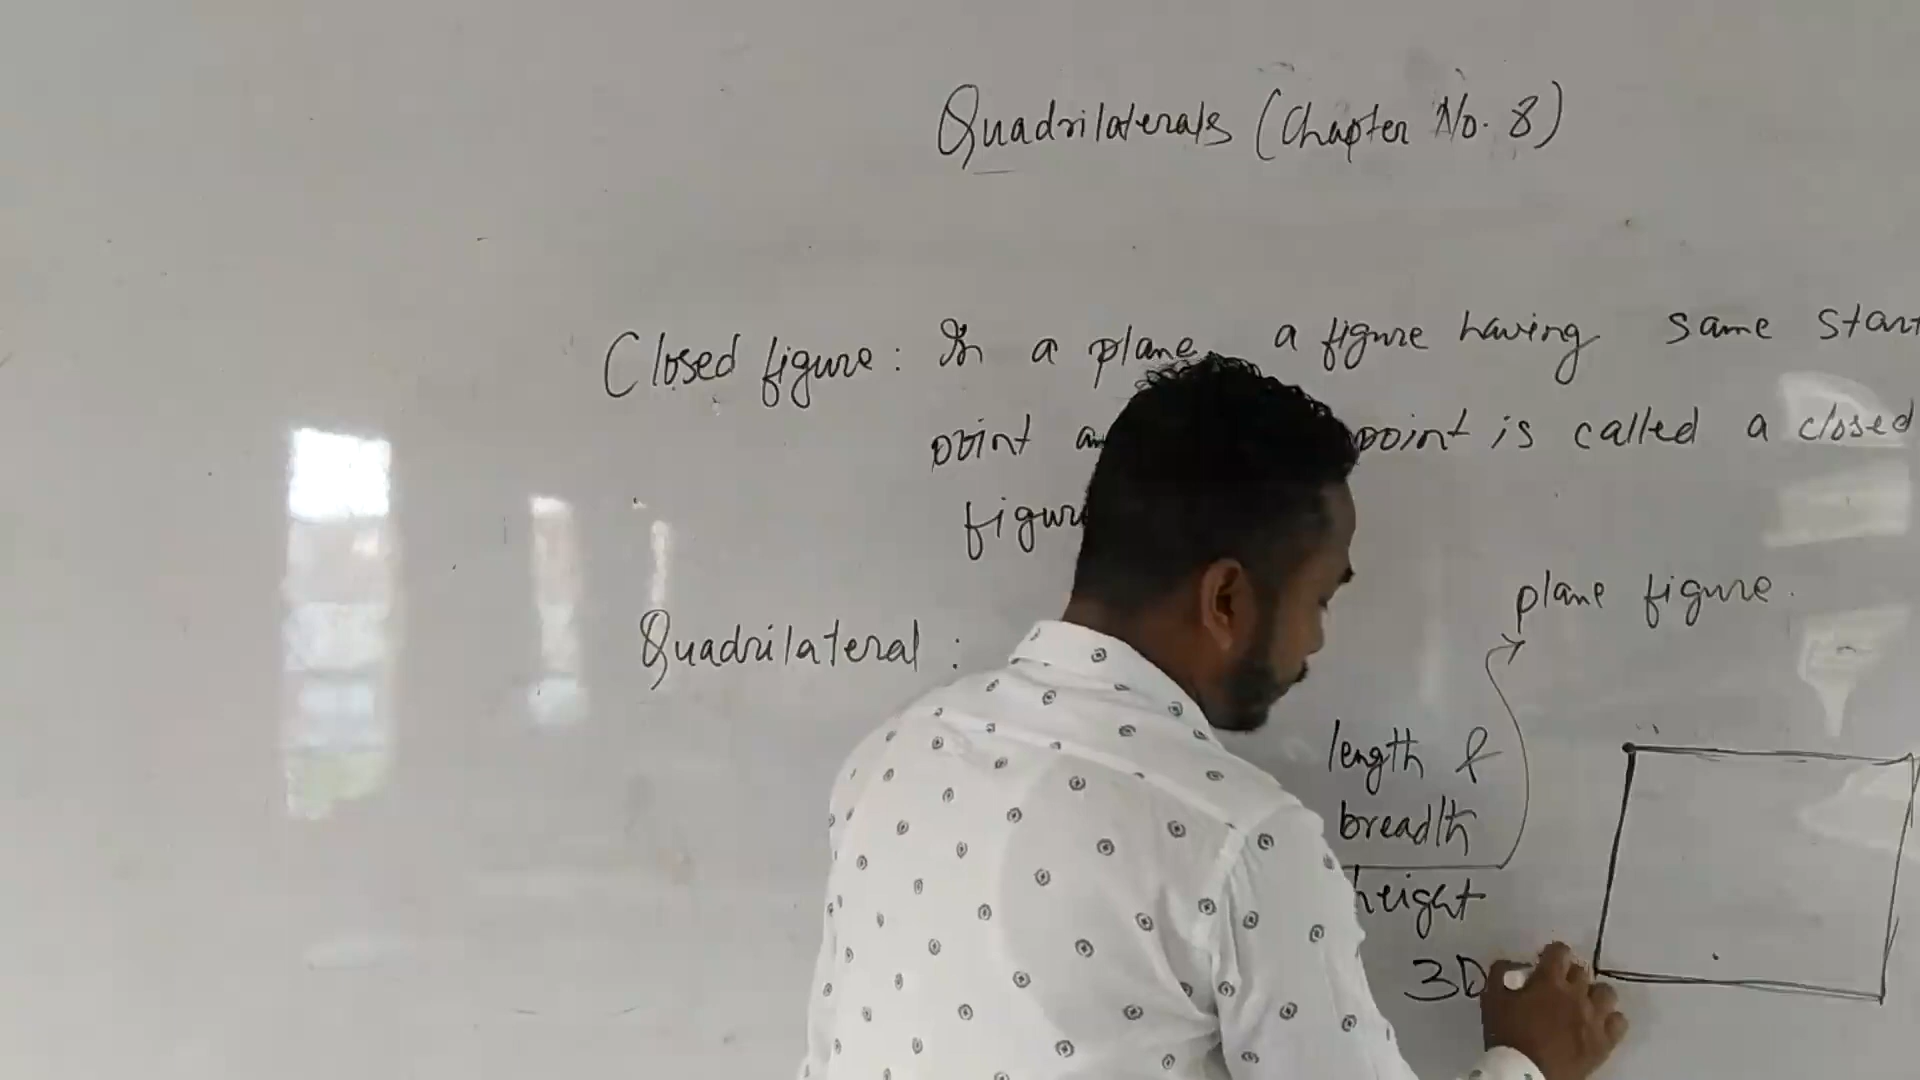 Quadrilaterals (Chapter No. 8)
Closed figure: In a plane, a figure having same start
point point is called a closed
figure
plane figure.
Quadrilateral :
length &
breadth
height
3D